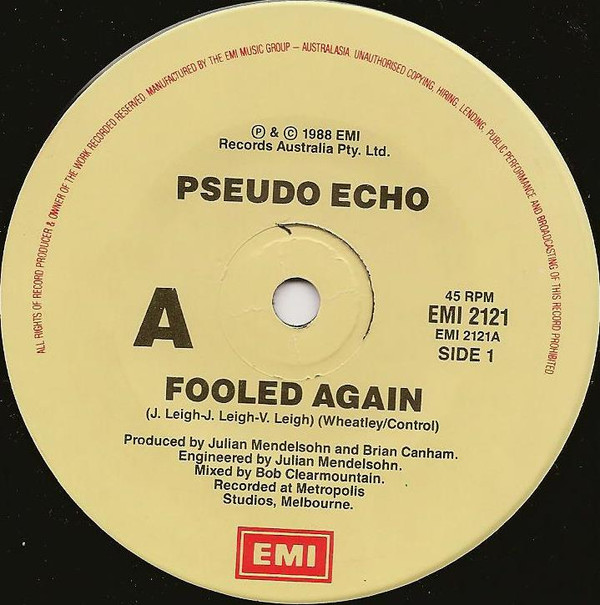 ALL RIGHTS OF RECORD PRODUCER & OWNER OF THE WORK RECORDED RESERVED. MANUFACTURED BY THE EMI MUSIC GROUP – AUSTRALASIA. UNAUTHORISED COPYING, HIRING, LENDING, PUBLIC PERFORMANCE AND BROADCASTING OF THIS RECORD PROHIBITED
Ⓟ & © 1988 EMI
Records Australia Pty. Ltd.
PSEUDO ECHO
A
45 RPM
EMI 2121
EMI 2121A
SIDE 1
FOOLED AGAIN
(J. Leigh-J. Leigh-V. Leigh) (Wheatley/Control)
Produced by Julian Mendelsohn and Brian Canham.
Engineered by Julian Mendelsohn.
Mixed by Bob Clearmountain.
Recorded at Metropolis
Studios, Melbourne.
EMI